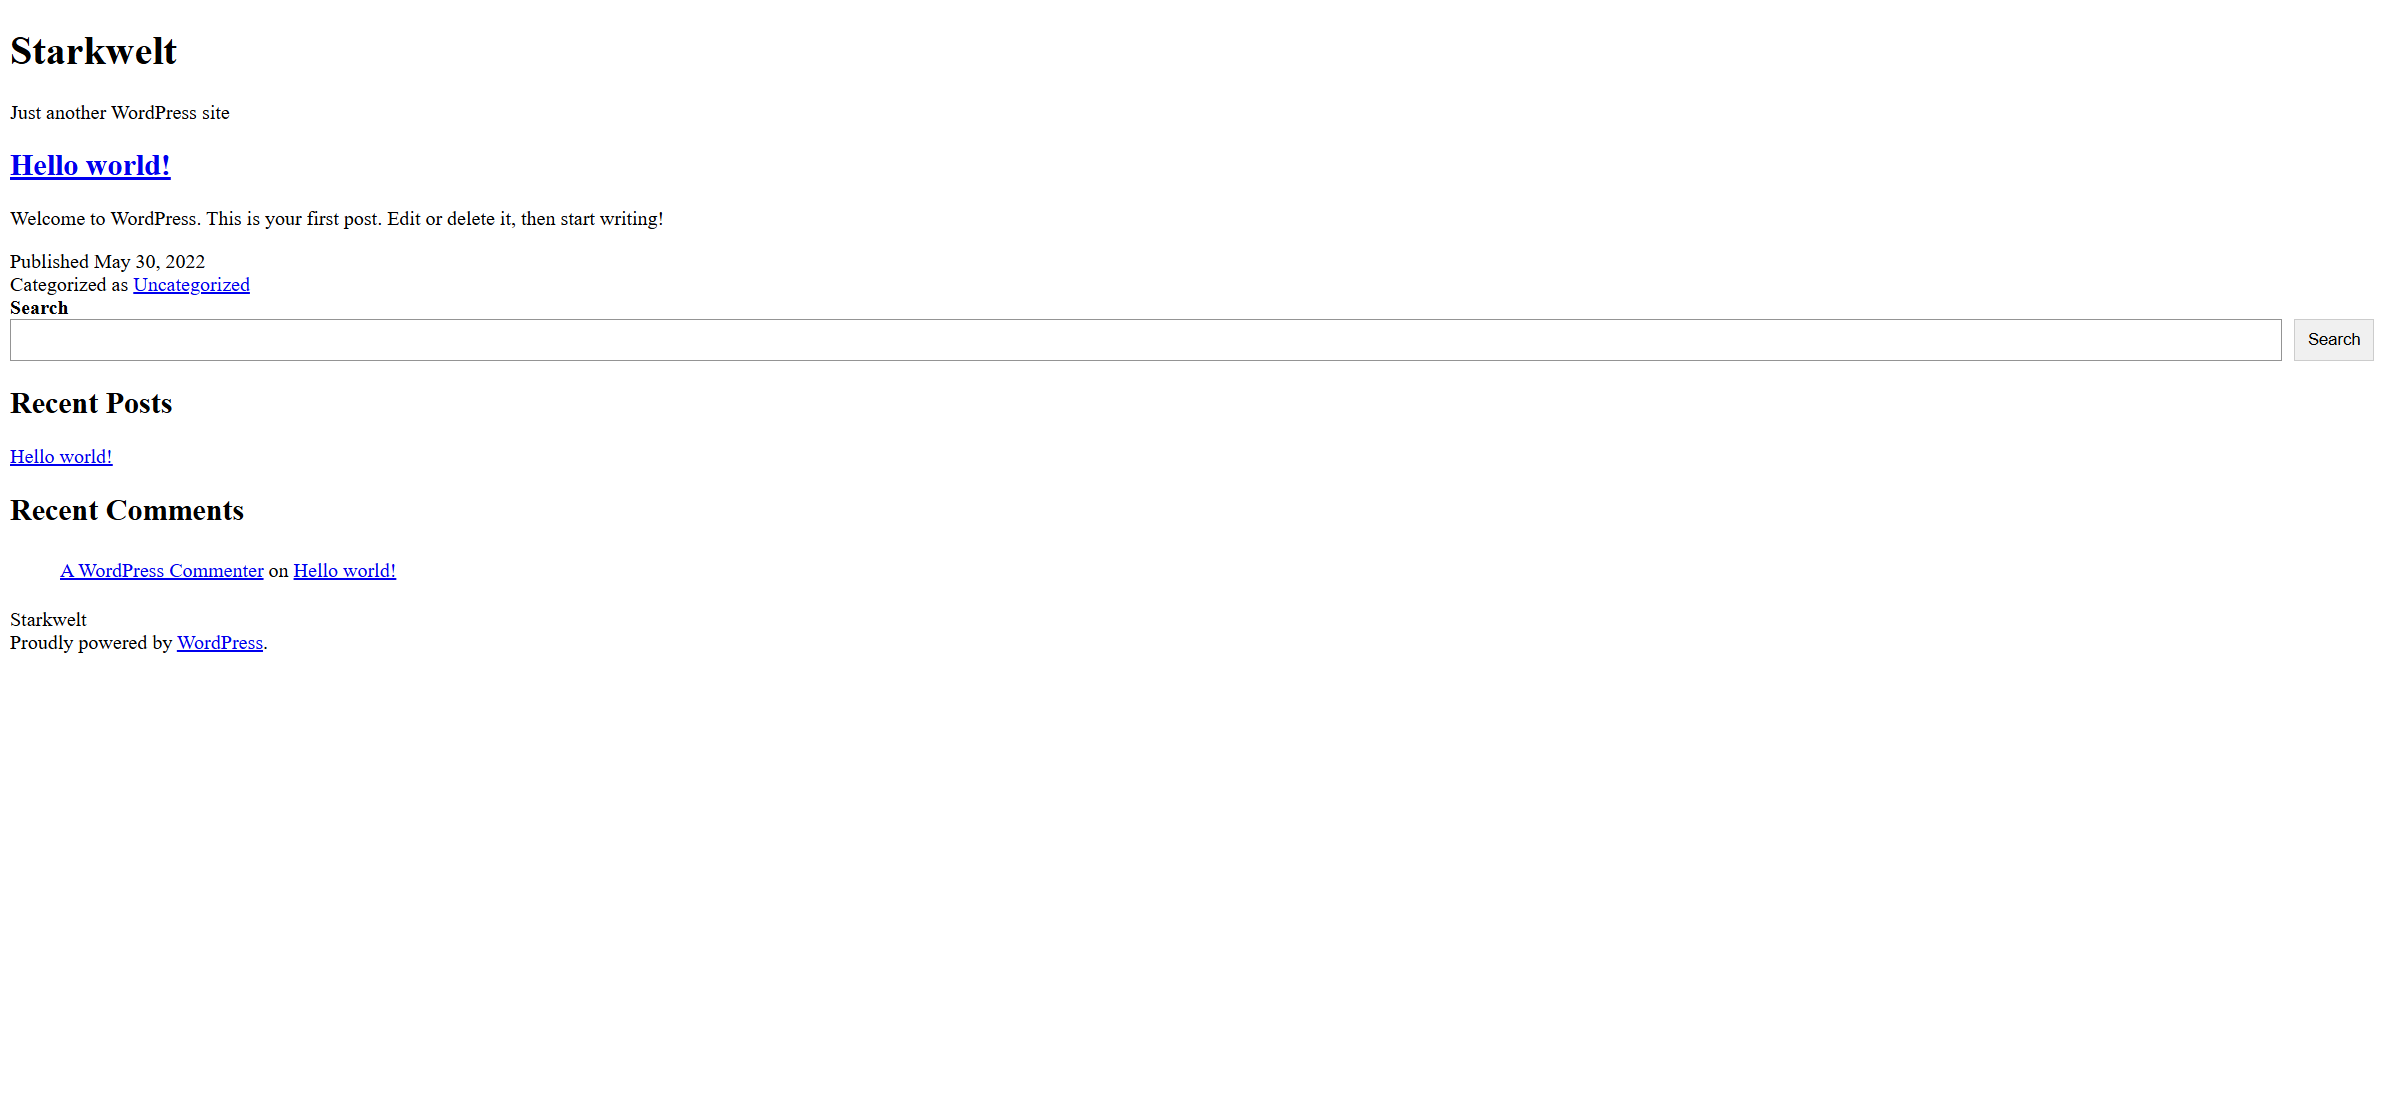 Starkwelt
Just another WordPress site
Hello world!
Welcome to WordPress. This is your first post. Edit or delete it, then start writing!
Published May 30, 2022
Categorized as Uncategorized
Search
Search
Recent Posts
Hello world!
Recent Comments
A WordPress Commenter on Hello world!
Starkwelt
Proudly powered by WordPress.